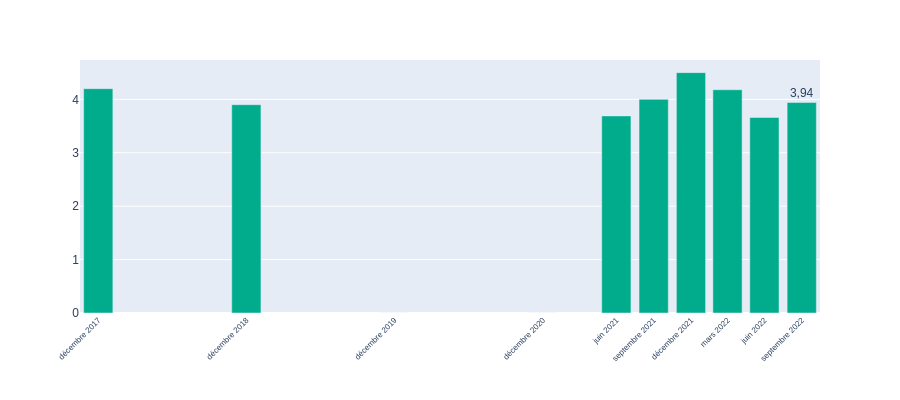 4
3
2
1
0
3,94
décembre 2017
décembre 2018
décembre 2019
décembre 2020
juin 2021
septembre 2021
décembre 2021
mars 2022
juin 2022
septembre 2022